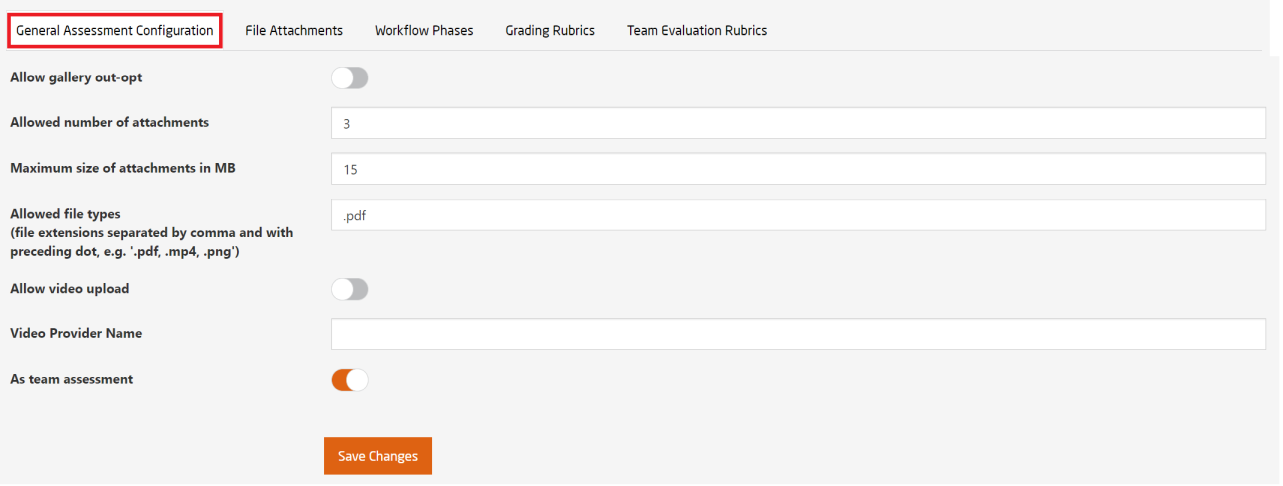 General Assessment Configuration File Attachments Workflow Phases Grading Rubrics Team Evaluation Rubrics
Allow gallery out-opt
Allowed number of attachments 3
Maximum size of attachments in MB 15
Allowed file types .pdf
(file extensions separated by comma and with
preceding dot, e.g. '.pdf, .mp4, .png')
Allow video upload
Video Provider Name
As team assessment
Save Changes